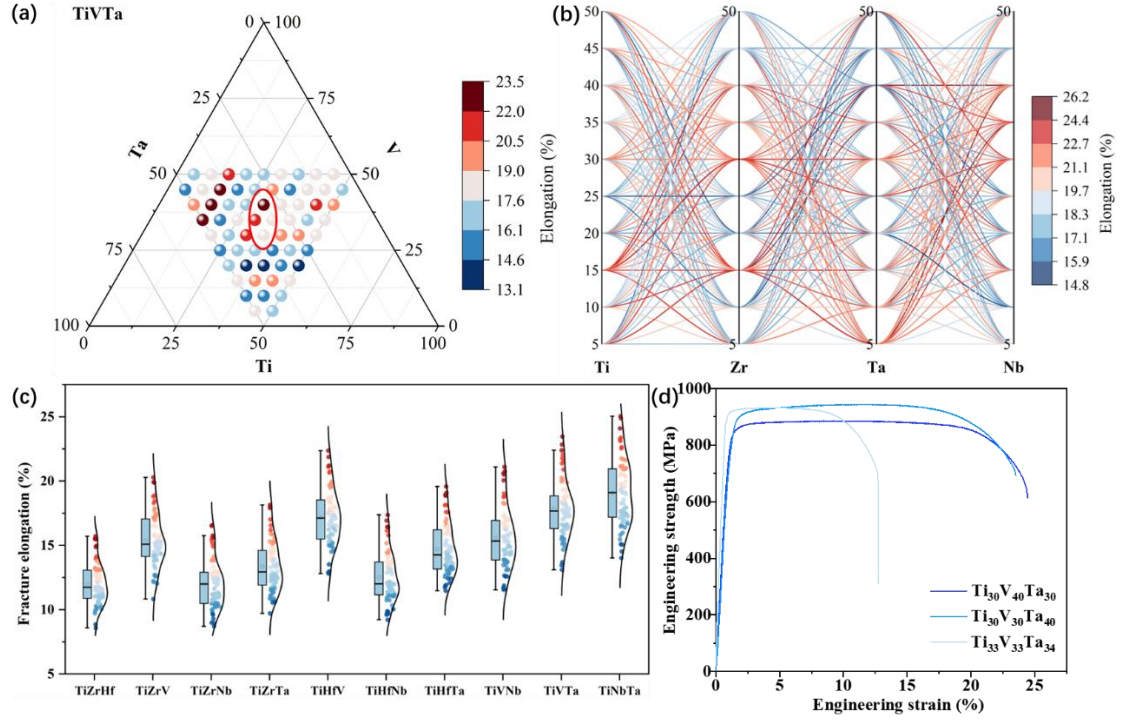 (a)
TiVTa
0
100
25
75
Ta
V
50
50
75
25
100
0
0
25
50
75
100
Ti
23.5
22.0
20.5
19.0
17.6
16.1
14.6
13.1
Elongation (%)
(b)
50
50
50
45
40
35
30
25
20
15
10
5
5
5
5
Ti
Zr
Ta
Nb
26.2
24.4
22.7
21.1
19.7
18.3
17.1
15.9
14.8
Elongation (%)
(c)
Fracture elongation (%)
25
20
15
10
5
TiZrHf
TiZrV
TiZrNb
TiZrTa
TiHfV
TiHfNb
TiHfTa
TiVNb
TiVTa
TiNbTa
(d)
Engineering strength (MPa)
1000
800
600
400
200
0
0
5
10
15
20
25
Engineering strain (%)
Ti₃₀V₄₀Ta₃₀
Ti₃₀V₃₀Ta₄₀
Ti₃₃V₃₃Ta₃₄